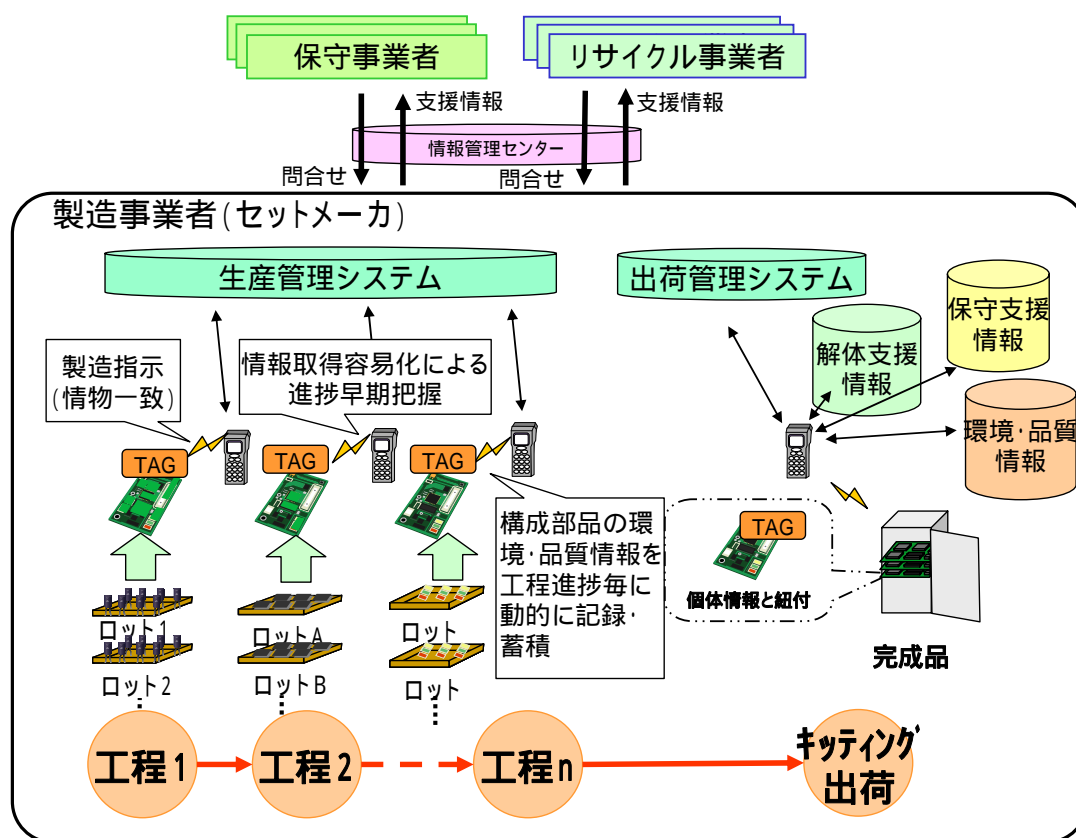 保守事業者
リサイクル事業者
支援情報
支援情報
情報管理センター
問合せ
問合せ
製造事業者(セットメーカ)
生産管理システム
出荷管理システム
保守支援
情報
解体支援
情報
環境・品質
情報
製造指示
(情物一致)
情報取得容易化による
進捗早期把握
TAG
TAG
TAG
構成部品の環
境・品質情報を
工程進捗毎に
動的に記録・
蓄積
TAG
個体情報と紐付
完成品
ロット1
ロットA
ロット
ロット2
ロットB
ロット
工程1
工程2
工程n
キッティング
出荷